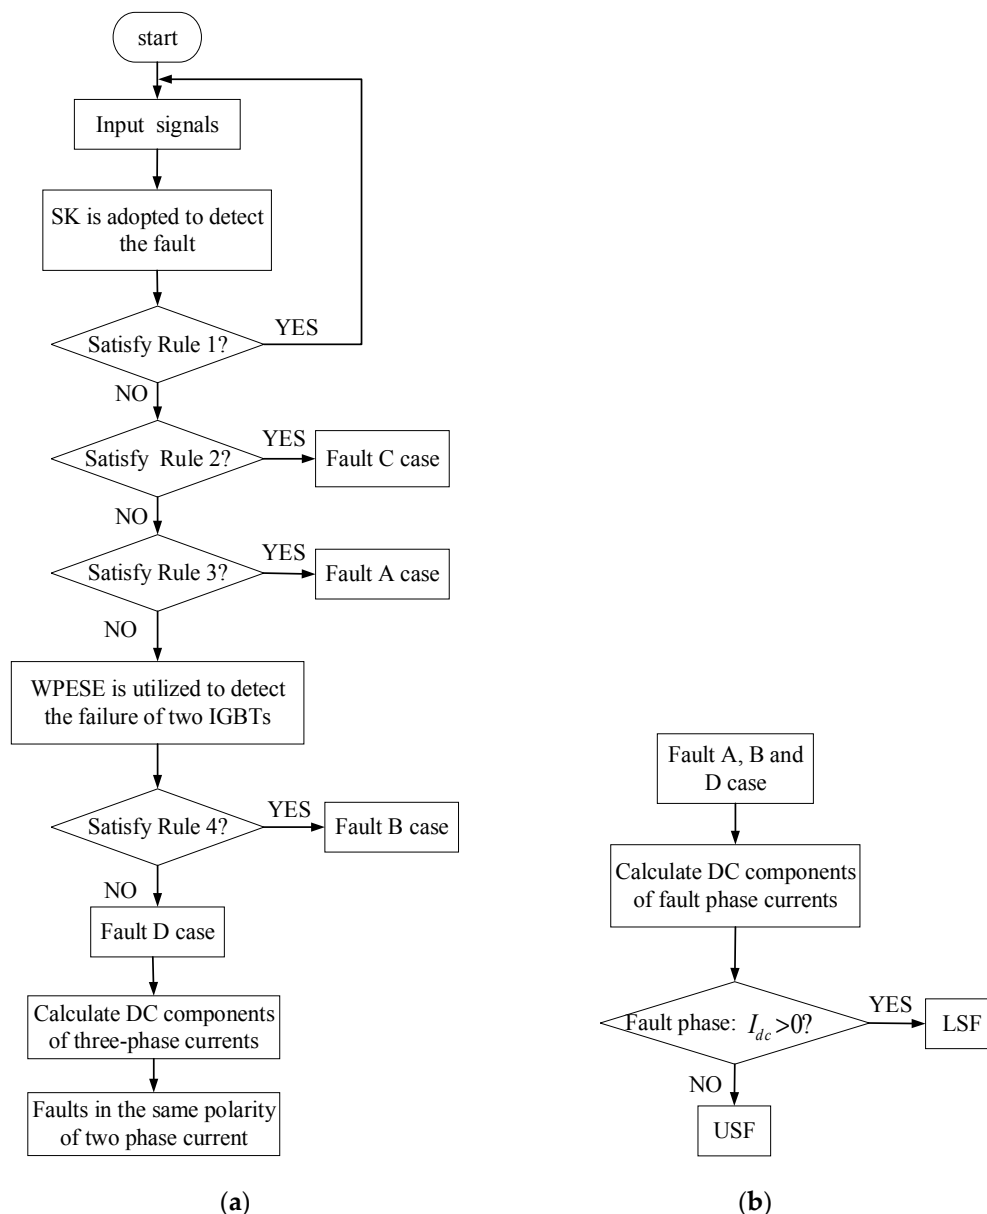 start
Input signals
SK is adopted to detect
the fault
Satisfy Rule 1?
YES
NO
Satisfy Rule 2?
YES
Fault C case
NO
Satisfy Rule 3?
YES
Fault A case
NO
WPESE is utilized to detect
the failure of two IGBTs
Satisfy Rule 4?
YES
Fault B case
NO
Fault D case
Calculate DC components
of three-phase currents
Faults in the same polarity
of two phase current
(a)
Fault A, B and
D case
Calculate DC components
of fault phase currents
Fault phase: I_dc >0?
YES
LSF
NO
USF
(b)